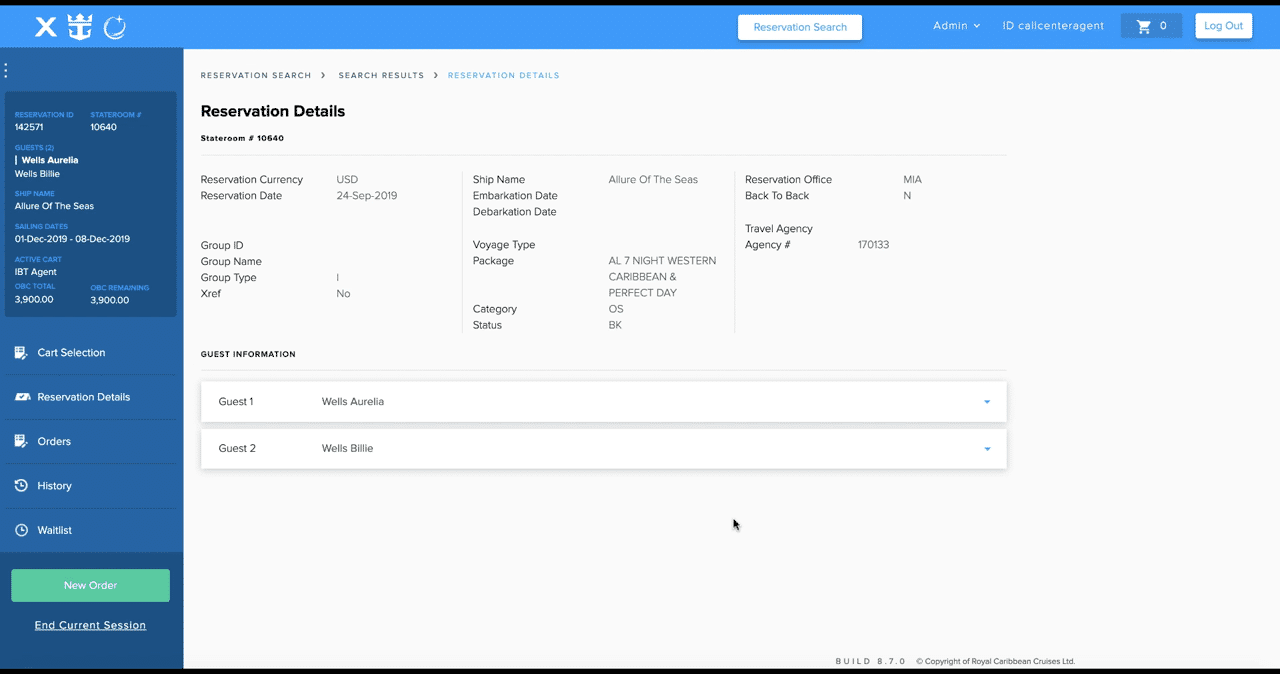 Reservation Search
Admin
ID callcenteragent
0
Log Out
RESERVATION ID STATEROOM #
142571 10640
GUESTS (2)
| Wells Aurelia
Wells Billie
SHIP NAME
Allure Of The Seas
SAILING DATES
01-Dec-2019 - 08-Dec-2019
ACTIVE CART
IBT Agent
OBC TOTAL OBC REMAINING
3,900.00 3,900.00
Cart Selection
Reservation Details
Orders
History
Waitlist
New Order
End Current Session
RESERVATION SEARCH > SEARCH RESULTS > RESERVATION DETAILS
Reservation Details
Stateroom # 10640
Reservation Currency USD
Reservation Date 24-Sep-2019
Group ID
Group Name
Group Type I
Xref No
Ship Name Allure Of The Seas
Embarkation Date
Debarkation Date
Voyage Type
Package AL 7 NIGHT WESTERN
CARIBBEAN &
PERFECT DAY
Category OS
Status BK
Reservation Office MIA
Back To Back N
Travel Agency
Agency # 170133
GUEST INFORMATION
Guest 1 Wells Aurelia
Guest 2 Wells Billie
BUILD 8.7.0 © Copyright of Royal Caribbean Cruises Ltd.